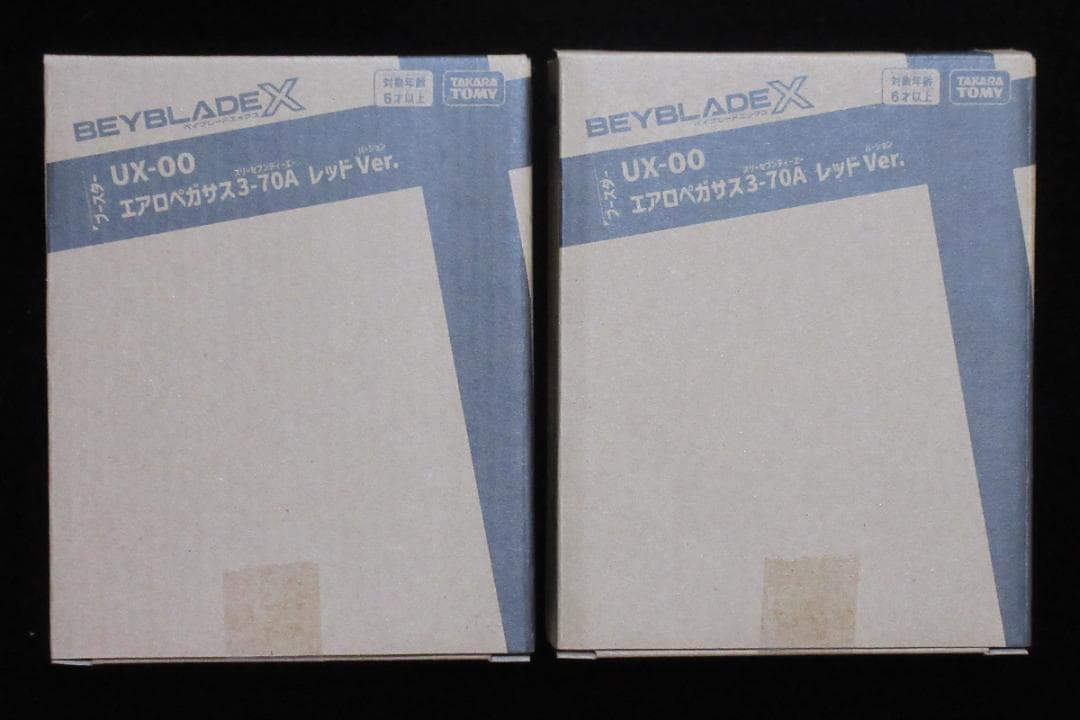 BEYBLADE X
ベイブレードエックス
対象年齢
6才以上
TAKARA
TOMY
ブースター
UX-00
スリーセブンティーエー
バージョン
エアロペガサス3-70A レッドVer.
BEYBLADE X
ベイブレードエックス
対象年齢
6才以上
TAKARA
TOMY
ブースター
UX-00
スリーセブンティーエー
バージョン
エアロペガサス3-70A レッドVer.